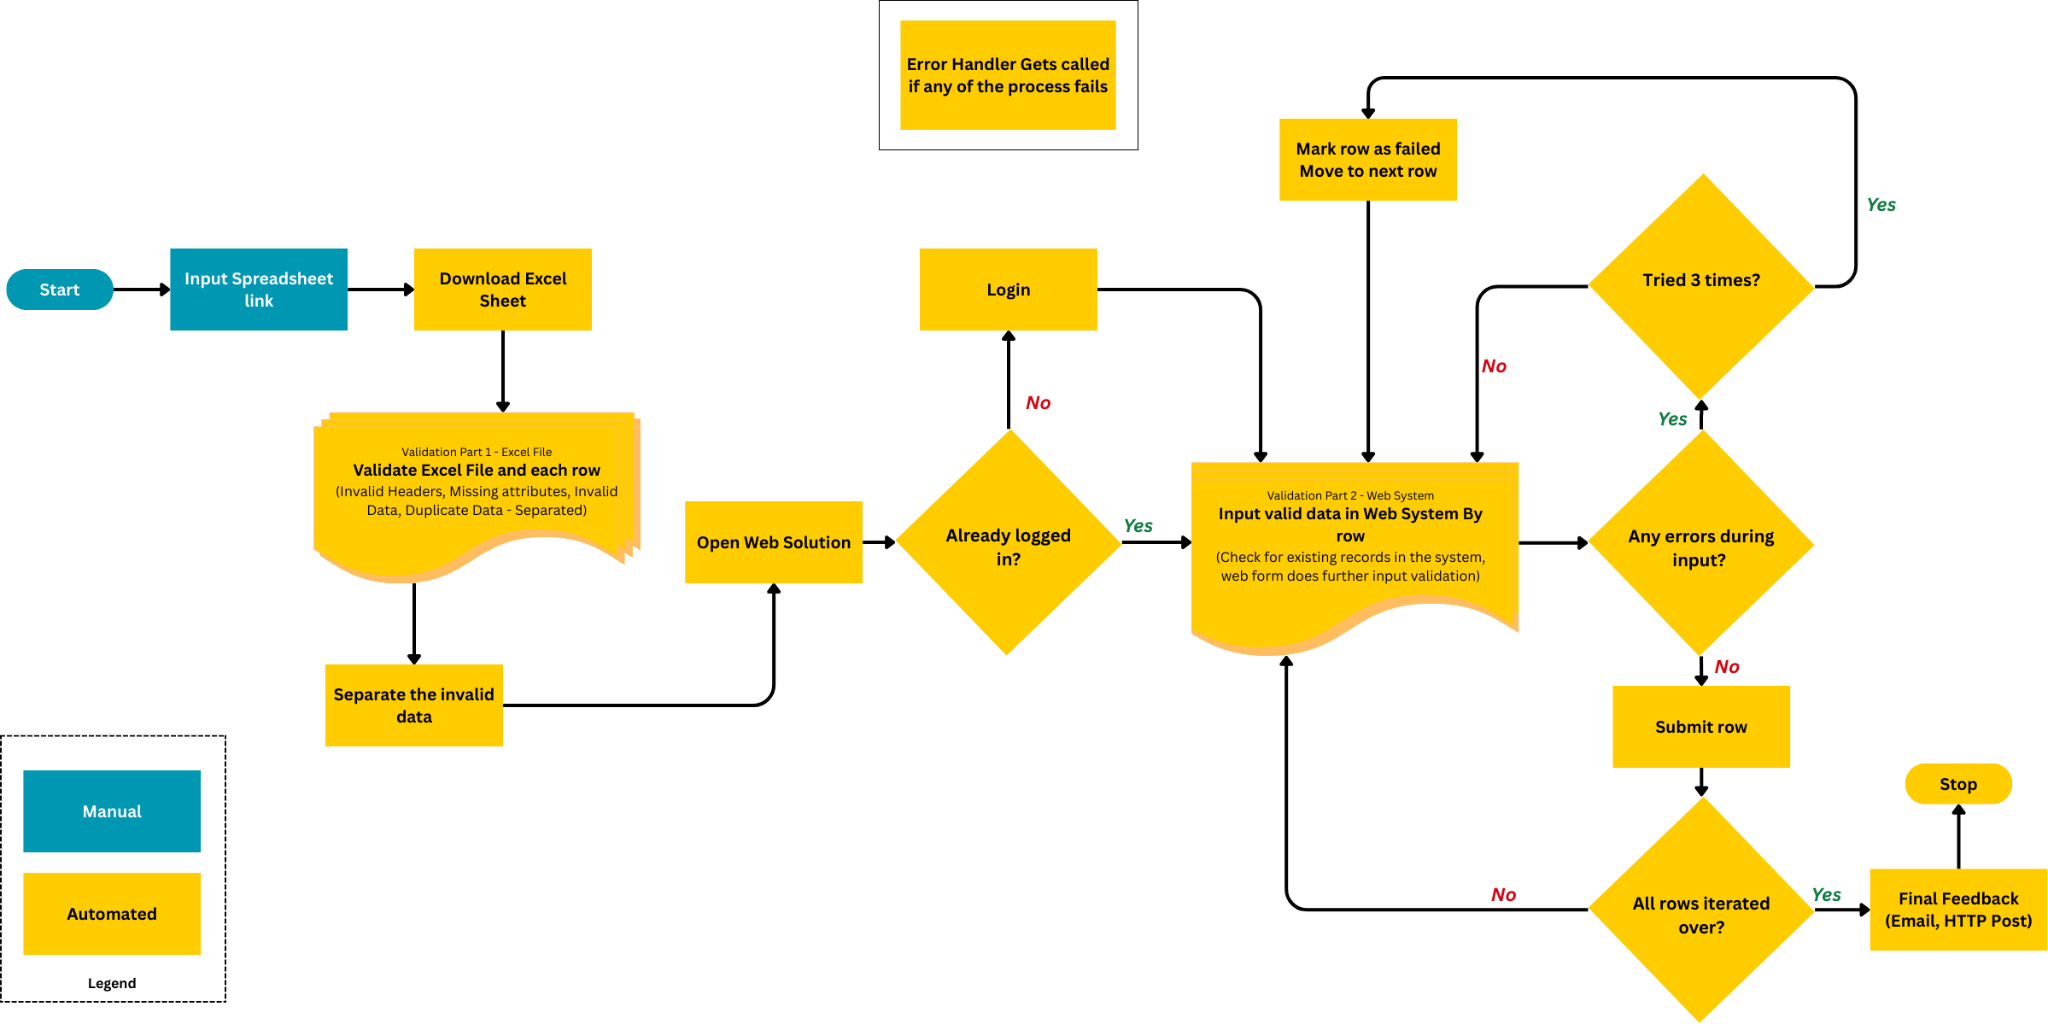 Error Handler Gets called
if any of the process fails
Mark row as failed
Move to next row
Yes
Tried 3 times?
Start
Input Spreadsheet
link
Download Excel
Sheet
Login
No
No
Yes
Validation Part 1 - Excel File
Validate Excel File and each row
(Invalid Headers, Missing attributes, Invalid
Data, Duplicate Data - Separated)
Open Web Solution
Already logged
in?
Yes
Validation Part 2 - Web System
Input valid data in Web System By
row
(Check for existing records in the system,
web form does further input validation)
Any errors during
input?
No
Separate the invalid
data
Submit row
Stop
Manual
Automated
Legend
No
All rows iterated
over?
Yes
Final Feedback
(Email, HTTP Post)